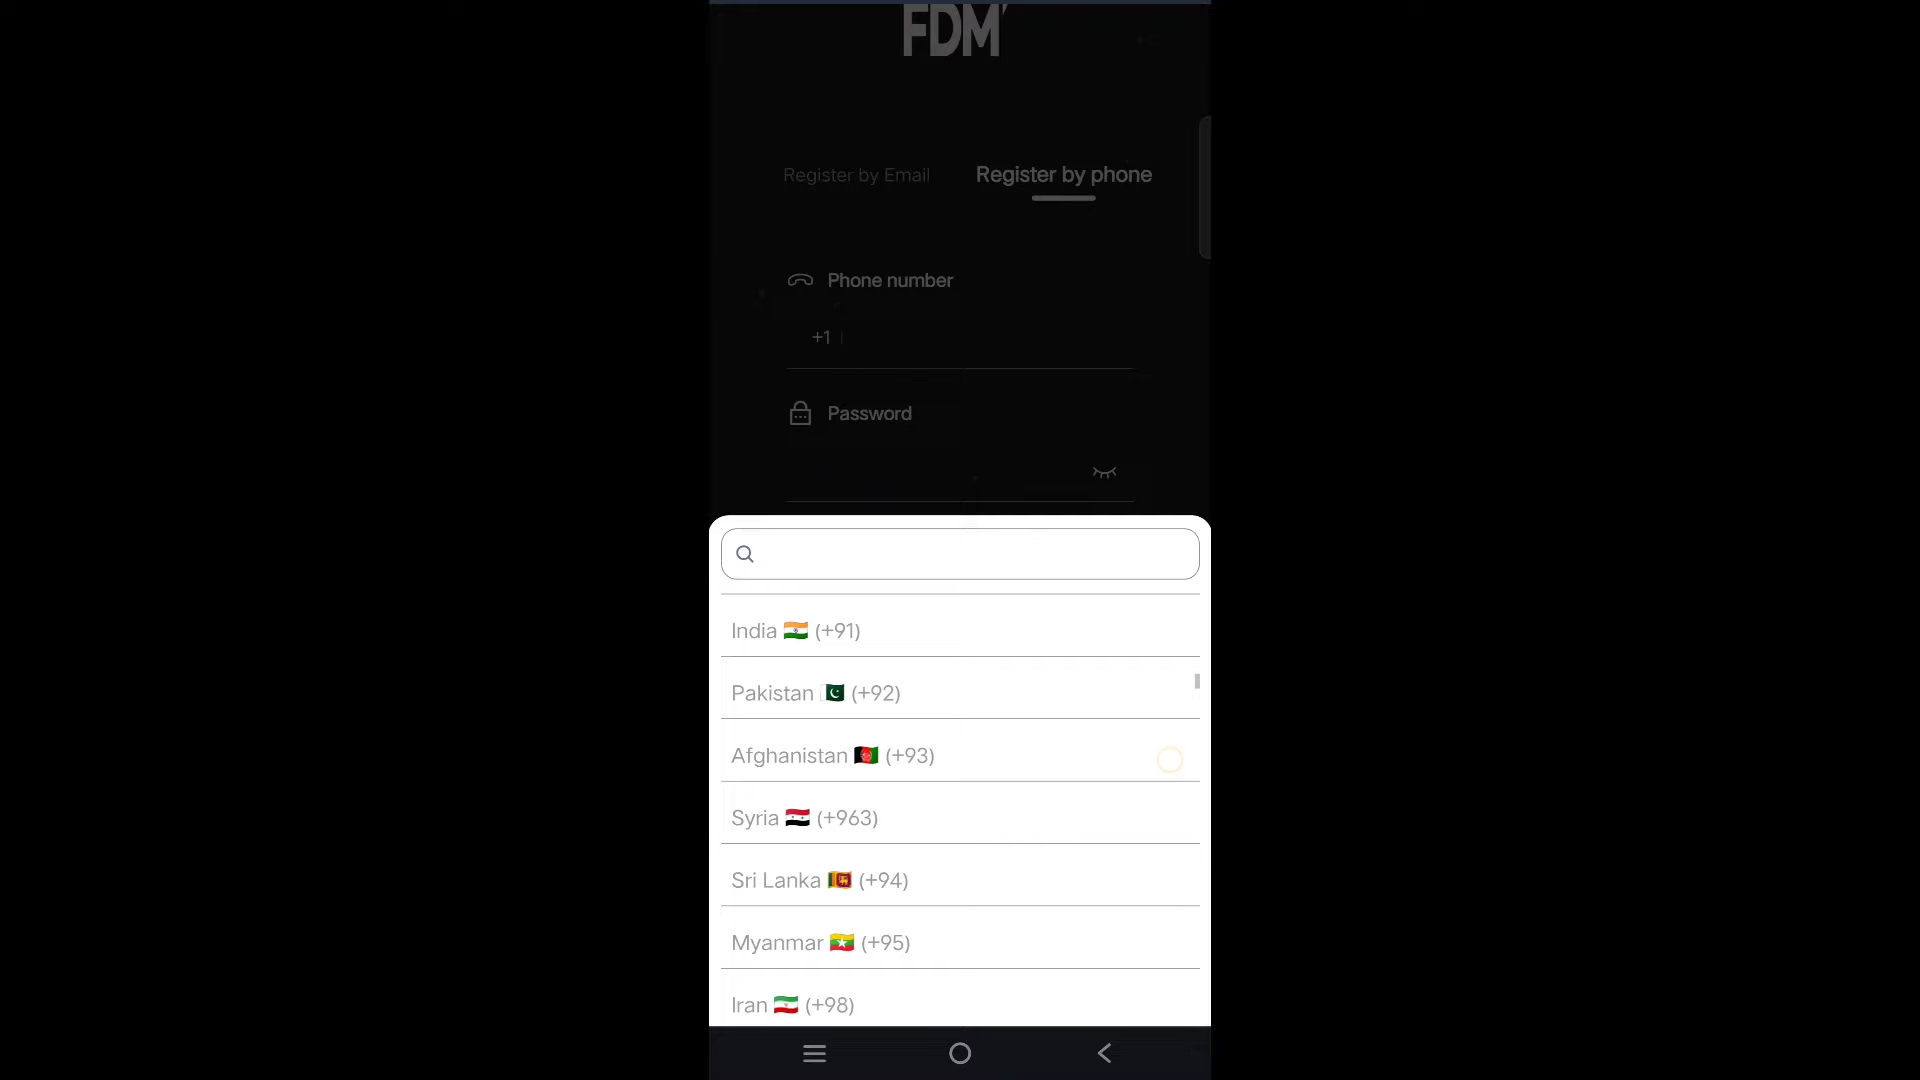 FDM
Register by Email
Register by phone
Phone number
+1
Password
India 🇮🇳 (+91)
Pakistan 🇵🇰 (+92)
Afghanistan 🇦🇫 (+93)
Syria 🇸🇾 (+963)
Sri Lanka 🇱🇰 (+94)
Myanmar 🇲🇲 (+95)
Iran 🇮🇷 (+98)